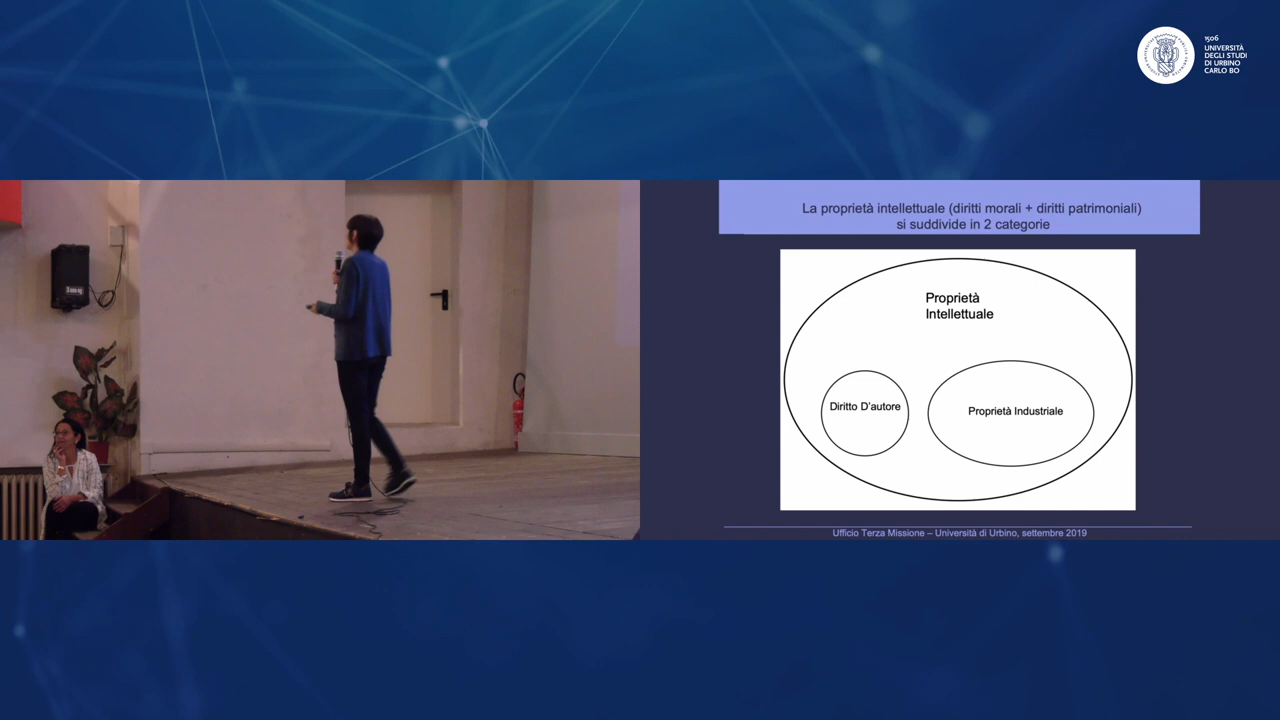 1506
UNIVERSITÀ
DEGLI STUDI
DI URBINO
CARLO BO
La proprietà intellettuale (diritti morali + diritti patrimoniali)
si suddivide in 2 categorie
Proprietà
Intellettuale
Diritto D'autore
Proprietà Industriale
Ufficio Terza Missione – Università di Urbino, settembre 2019